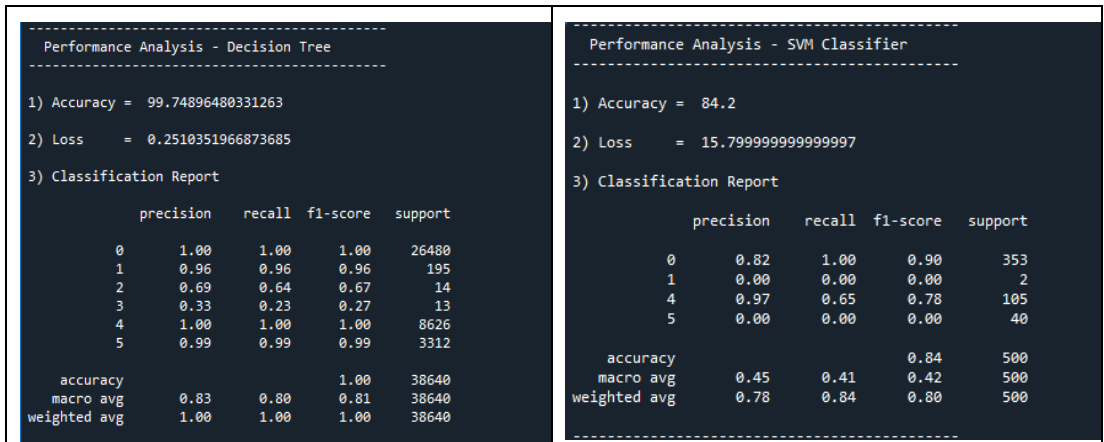 ---------------------------------------------
Performance Analysis - Decision Tree
---------------------------------------------
1) Accuracy = 99.74896480331263
2) Loss = 0.2510351966873685
3) Classification Report
precision recall f1-score support
0 1.00 1.00 1.00 26480
1 0.96 0.96 0.96 195
2 0.69 0.64 0.67 14
3 0.33 0.23 0.27 13
4 1.00 1.00 1.00 8626
5 0.99 0.99 0.99 3312
accuracy 1.00 38640
macro avg 0.83 0.80 0.81 38640
weighted avg 1.00 1.00 1.00 38640
---------------------------------------------
Performance Analysis - SVM Classifier
---------------------------------------------
1) Accuracy = 84.2
2) Loss = 15.799999999999997
3) Classification Report
precision recall f1-score support
0 0.82 1.00 0.90 353
1 0.00 0.00 0.00 2
4 0.97 0.65 0.78 105
5 0.00 0.00 0.00 40
accuracy 0.84 500
macro avg 0.45 0.41 0.42 500
weighted avg 0.78 0.84 0.80 500
---------------------------------------------